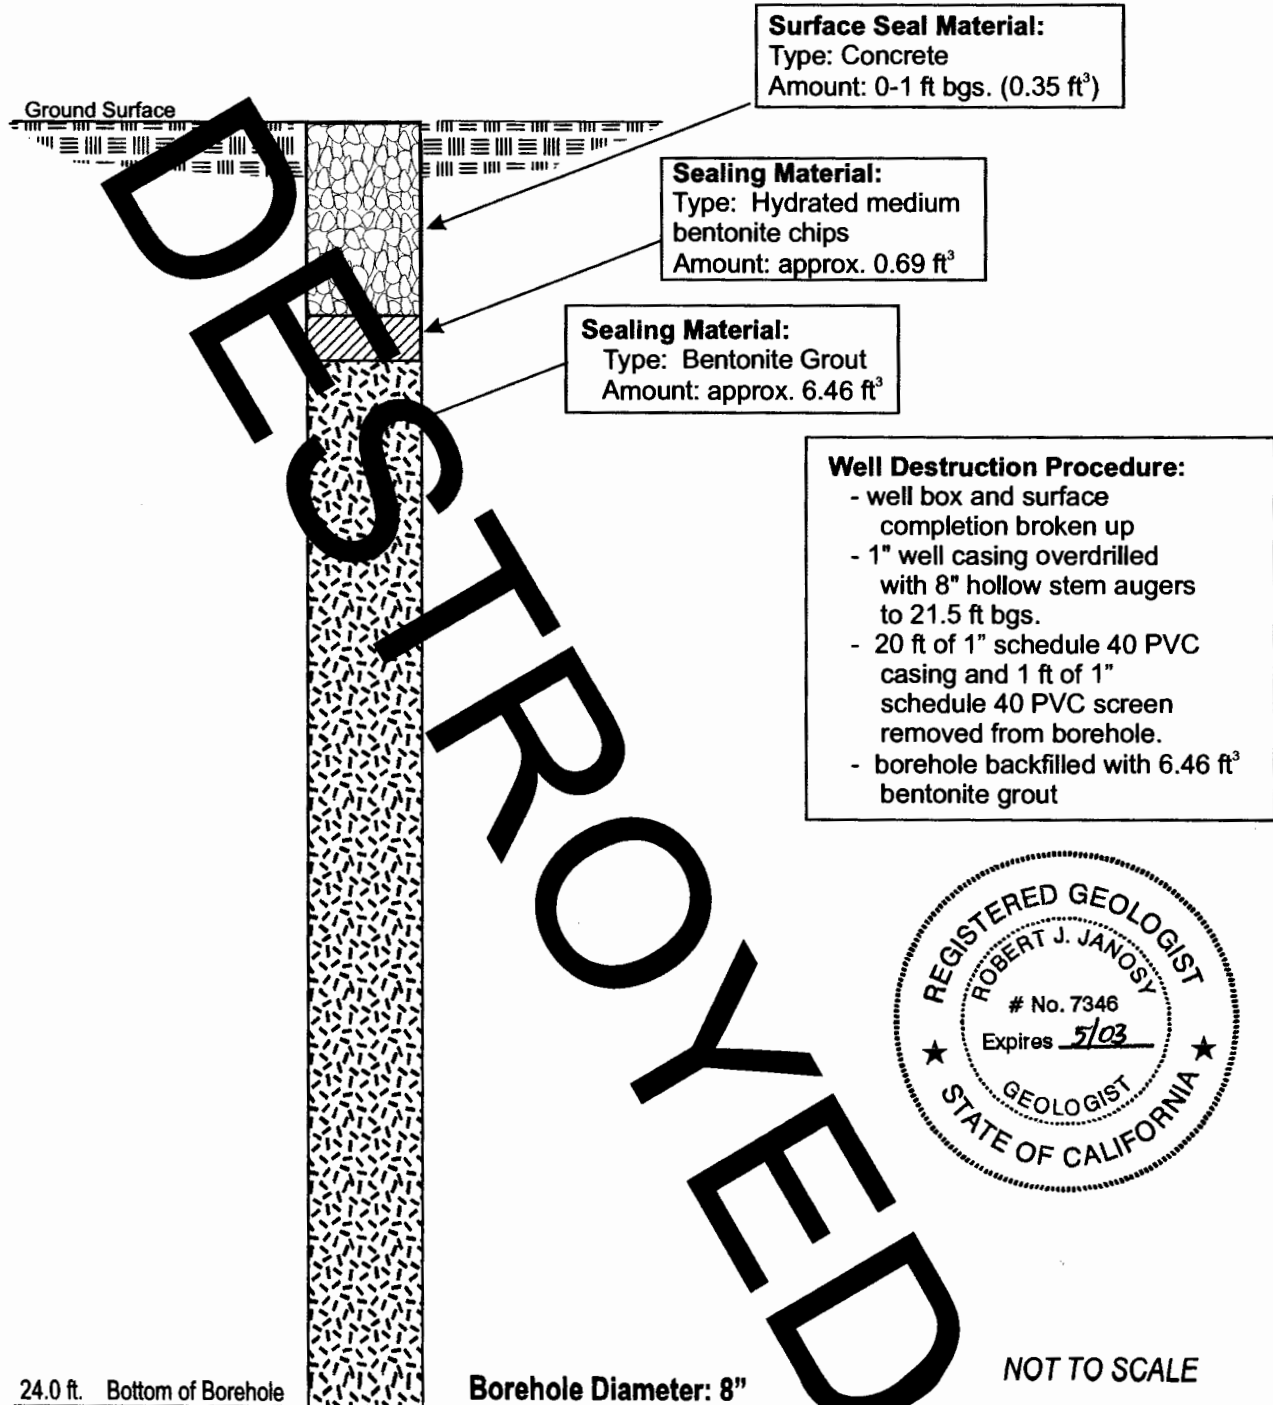 Surface Seal Material:
Type: Concrete
Amount: 0-1 ft bgs. (0.35 ft³)
Ground Surface
Sealing Material:
Type: Hydrated medium
bentonite chips
Amount: approx. 0.69 ft³
Sealing Material:
Type: Bentonite Grout
Amount: approx. 6.46 ft³
DESTROYED
Well Destruction Procedure:
- well box and surface
completion broken up
- 1" well casing overdrilled
with 8" hollow stem augers
to 21.5 ft bgs.
- 20 ft of 1” schedule 40 PVC
casing and 1 ft of 1”
schedule 40 PVC screen
removed from borehole.
- borehole backfilled with 6.46 ft³
bentonite grout
REGISTERED GEOLOGIST
ROBERT J. JANOSY
# No. 7346
Expires 5/03
GEOLOGIST
STATE OF CALIFORNIA
24.0 ft. Bottom of Borehole
Borehole Diameter: 8”
NOT TO SCALE